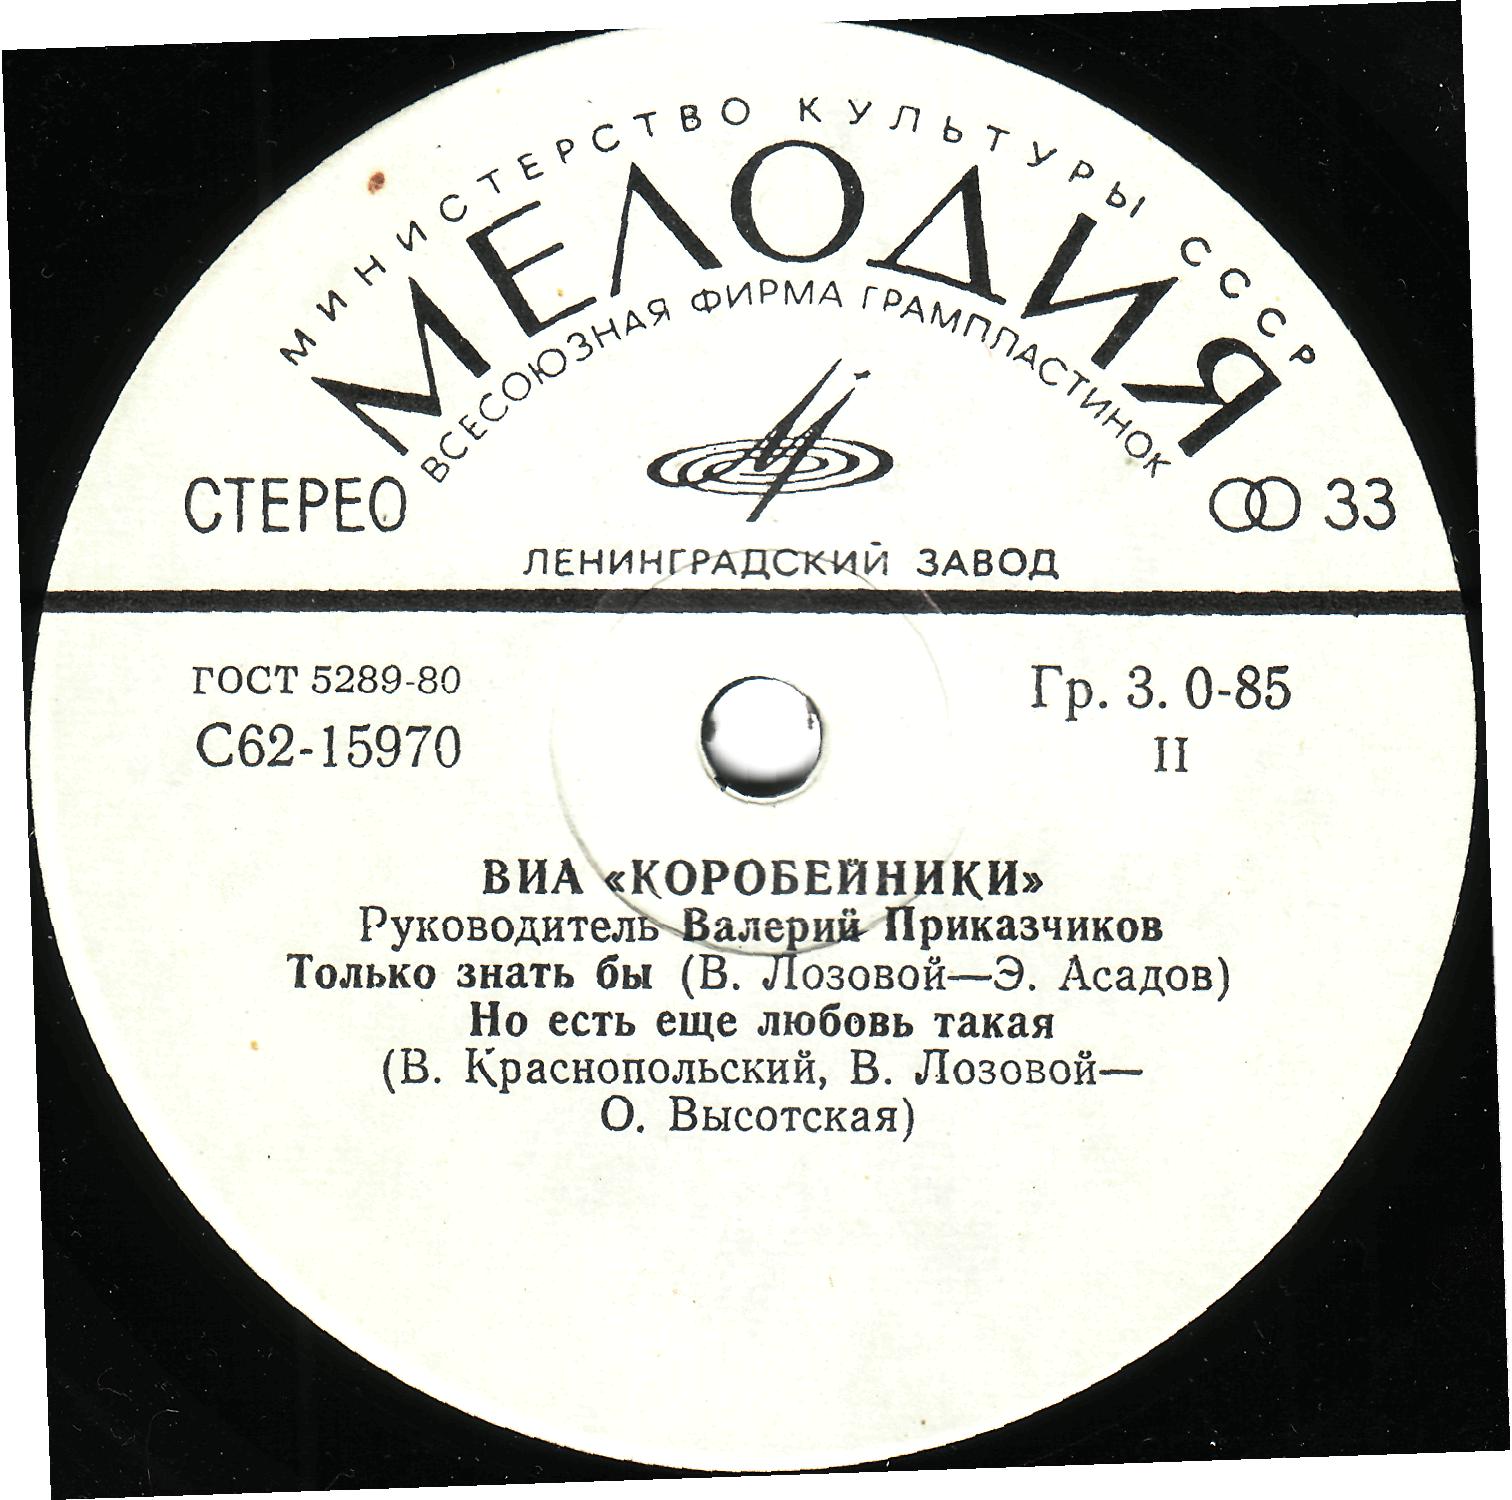 МИНИСТЕРСТВО КУЛЬТУРЫ СССР
МЕЛОДИЯ
ВСЕСОЮЗНАЯ ФИРМА ГРАМПЛАСТИНОК
СТЕРЕО
33
ЛЕНИНГРАДСКИЙ ЗАВОД
ГОСТ 5289-80
Гр. 3. 0-85
С62-15970
II
ВИА «КОРОБЕЙНИКИ»
Руководитель Валерий Приказчиков
Только знать бы (В. Лозовой—Э. Асадов)
Но есть еще любовь такая
(В. Краснопольский, В. Лозовой—
О. Высотская)